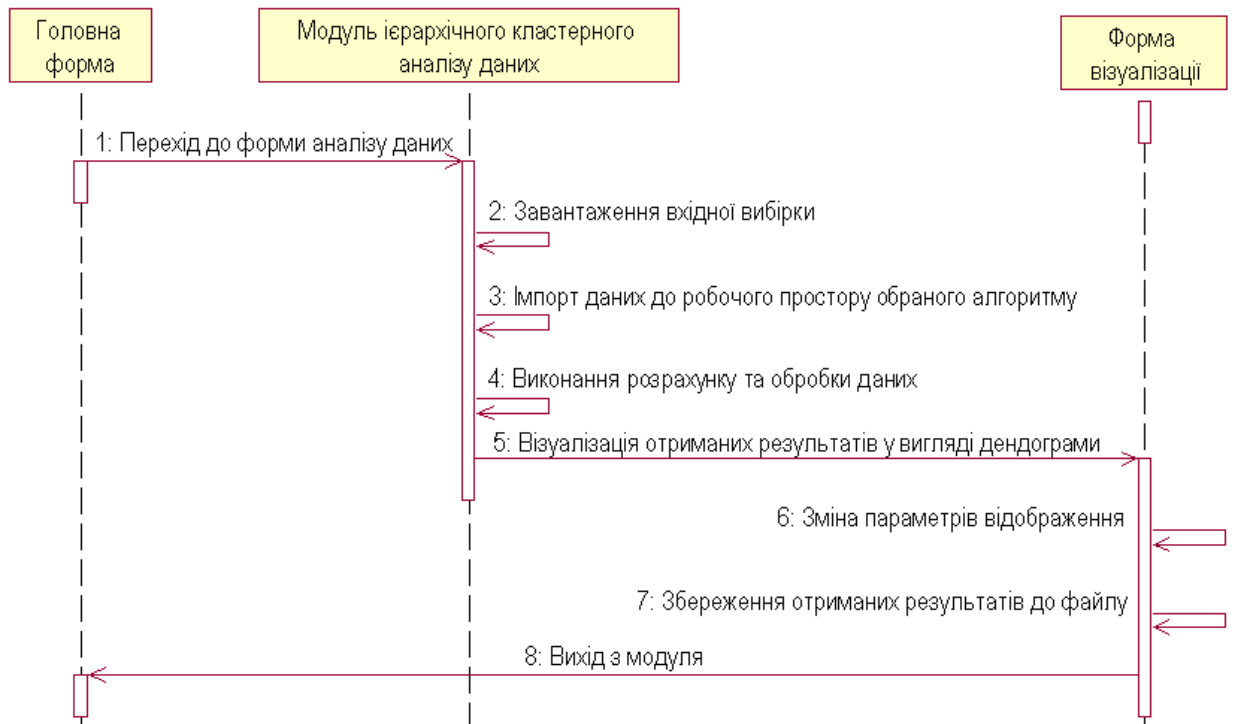 Головна
форма
Модуль ієрархічного кластерного
аналізу даних
Форма
візуалізації
1: Перехід до форми аналізу даних
2: Завантаження вхідної вибірки
3: Імпорт даних до робочого простору обраного алгоритму
4: Виконання розрахунку та обробки даних
5: Візуалізація отриманих результатів у вигляді дендограми
6: Зміна параметрів відображення
7: Збереження отриманих результатів до файлу
8: Вихід з модуля